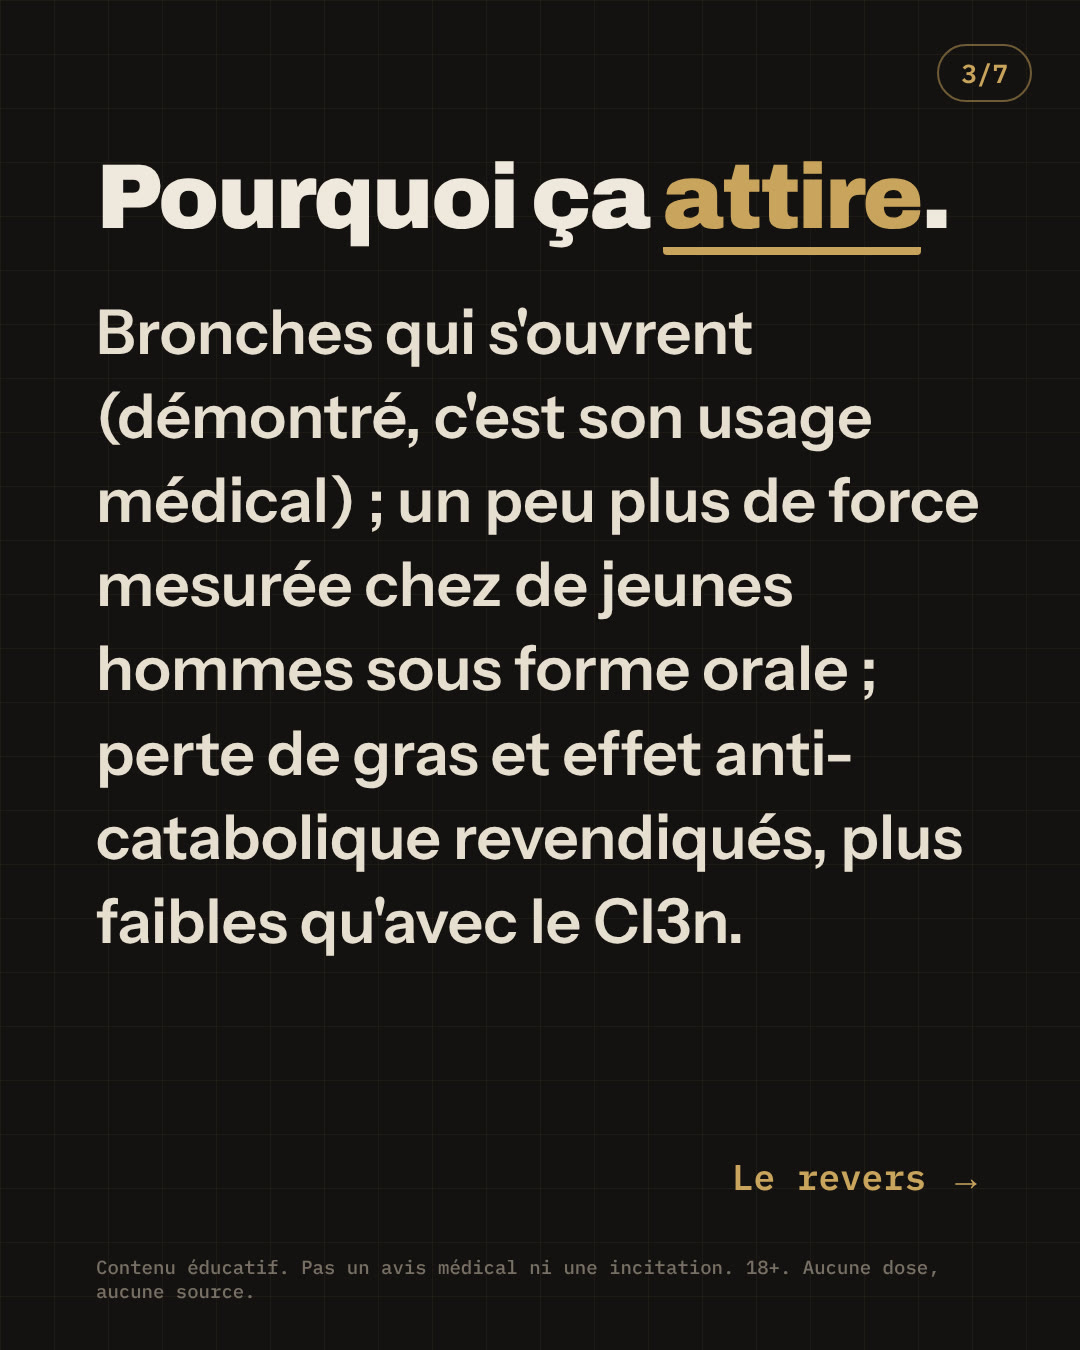 3/7
Pourquoi ça attire.
Bronches qui s'ouvrent
(démontré, c'est son usage
médical) ; un peu plus de force
mesurée chez de jeunes
hommes sous forme orale ;
perte de gras et effet anti-
catabolique revendiqués, plus
faibles qu'avec le Cl3n.
Le revers →
Contenu éducatif. Pas un avis médical ni une incitation. 18+. Aucune dose,
aucune source.